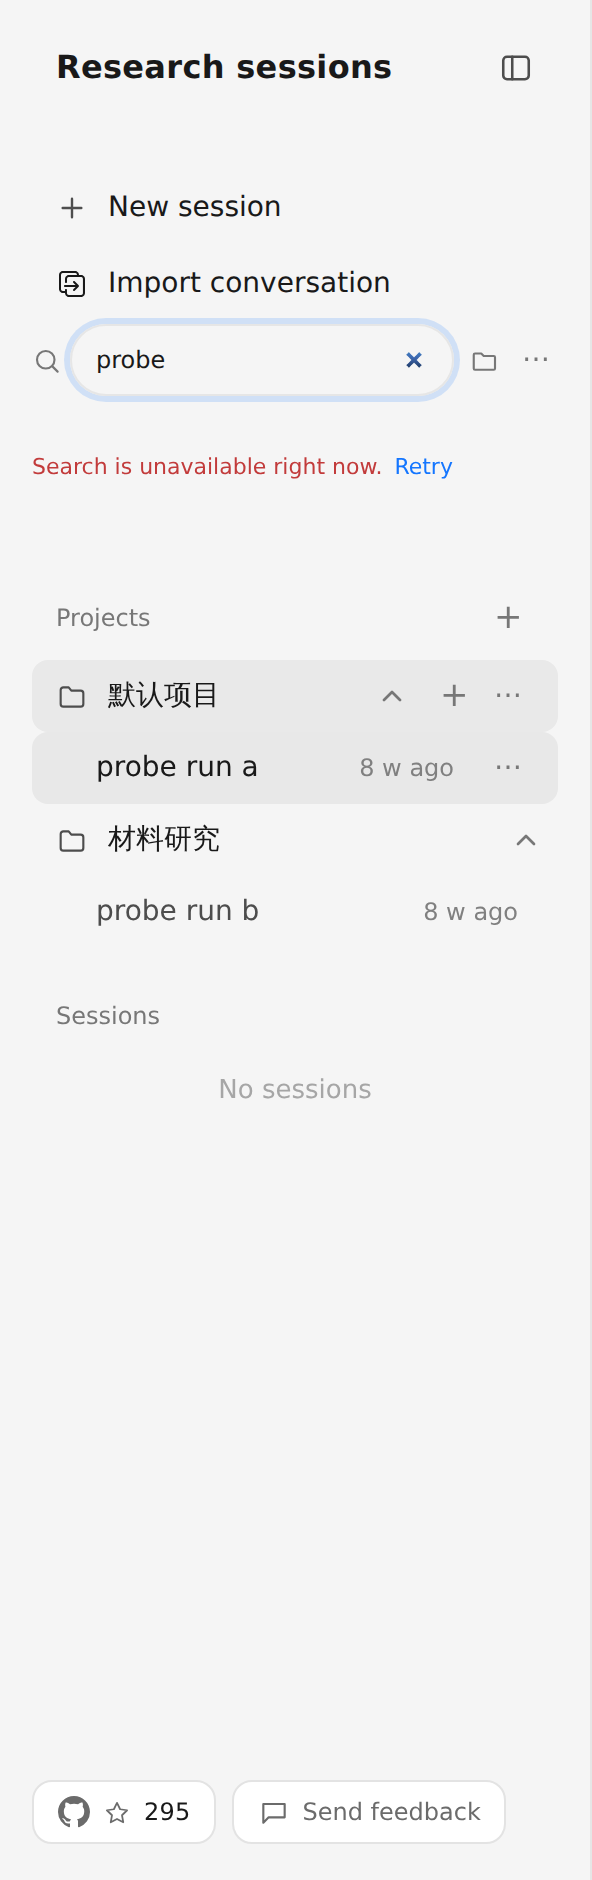 Research sessions
New session
Import conversation
probe
Search is unavailable right now. Retry
Projects
默认项目
probe run a 8 w ago
材料研究
probe run b 8 w ago
Sessions
No sessions
295 Send feedback